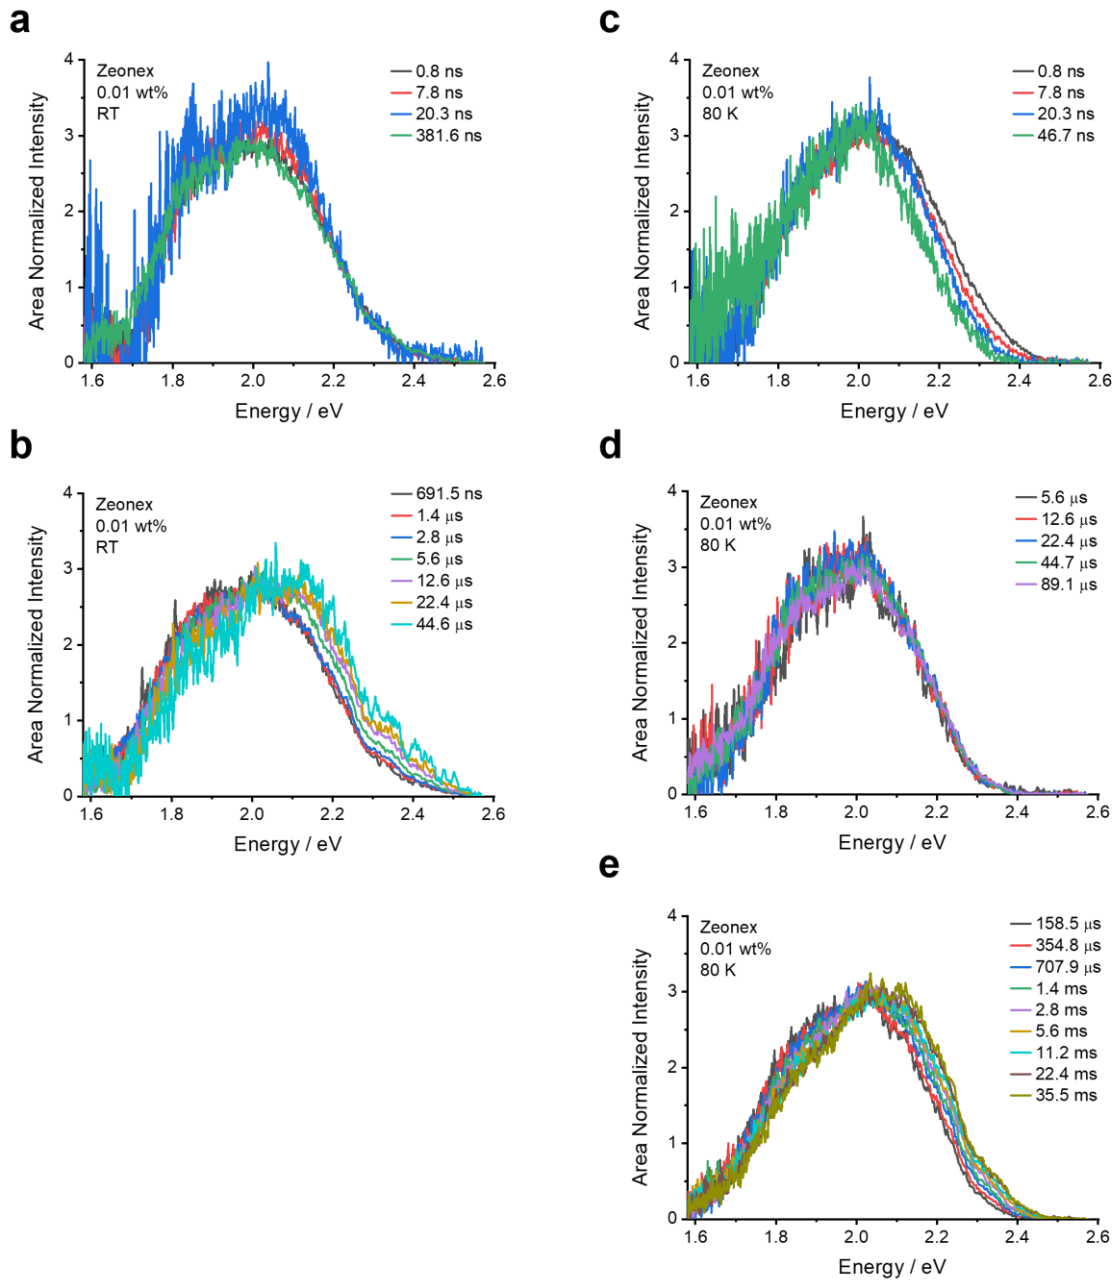 a
4
3
2
1
0
Area Normalized Intensity
Zeonex
0.01 wt%
RT
0.8 ns
7.8 ns
20.3 ns
381.6 ns
1.6 1.8 2.0 2.2 2.4 2.6
Energy / eV
c
4
3
2
1
0
Area Normalized Intensity
Zeonex
0.01 wt%
80 K
0.8 ns
7.8 ns
20.3 ns
46.7 ns
1.6 1.8 2.0 2.2 2.4 2.6
Energy / eV
b
4
3
2
1
0
Area Normalized Intensity
Zeonex
0.01 wt%
RT
691.5 ns
1.4 μs
2.8 μs
5.6 μs
12.6 μs
22.4 μs
44.6 μs
1.6 1.8 2.0 2.2 2.4 2.6
Energy / eV
d
4
3
2
1
0
Area Normalized Intensity
Zeonex
0.01 wt%
80 K
5.6 μs
12.6 μs
22.4 μs
44.7 μs
89.1 μs
1.6 1.8 2.0 2.2 2.4 2.6
Energy / eV
e
4
3
2
1
0
Area Normalized Intensity
Zeonex
0.01 wt%
80 K
158.5 μs
354.8 μs
707.9 μs
1.4 ms
2.8 ms
5.6 ms
11.2 ms
22.4 ms
35.5 ms
1.6 1.8 2.0 2.2 2.4 2.6
Energy / eV